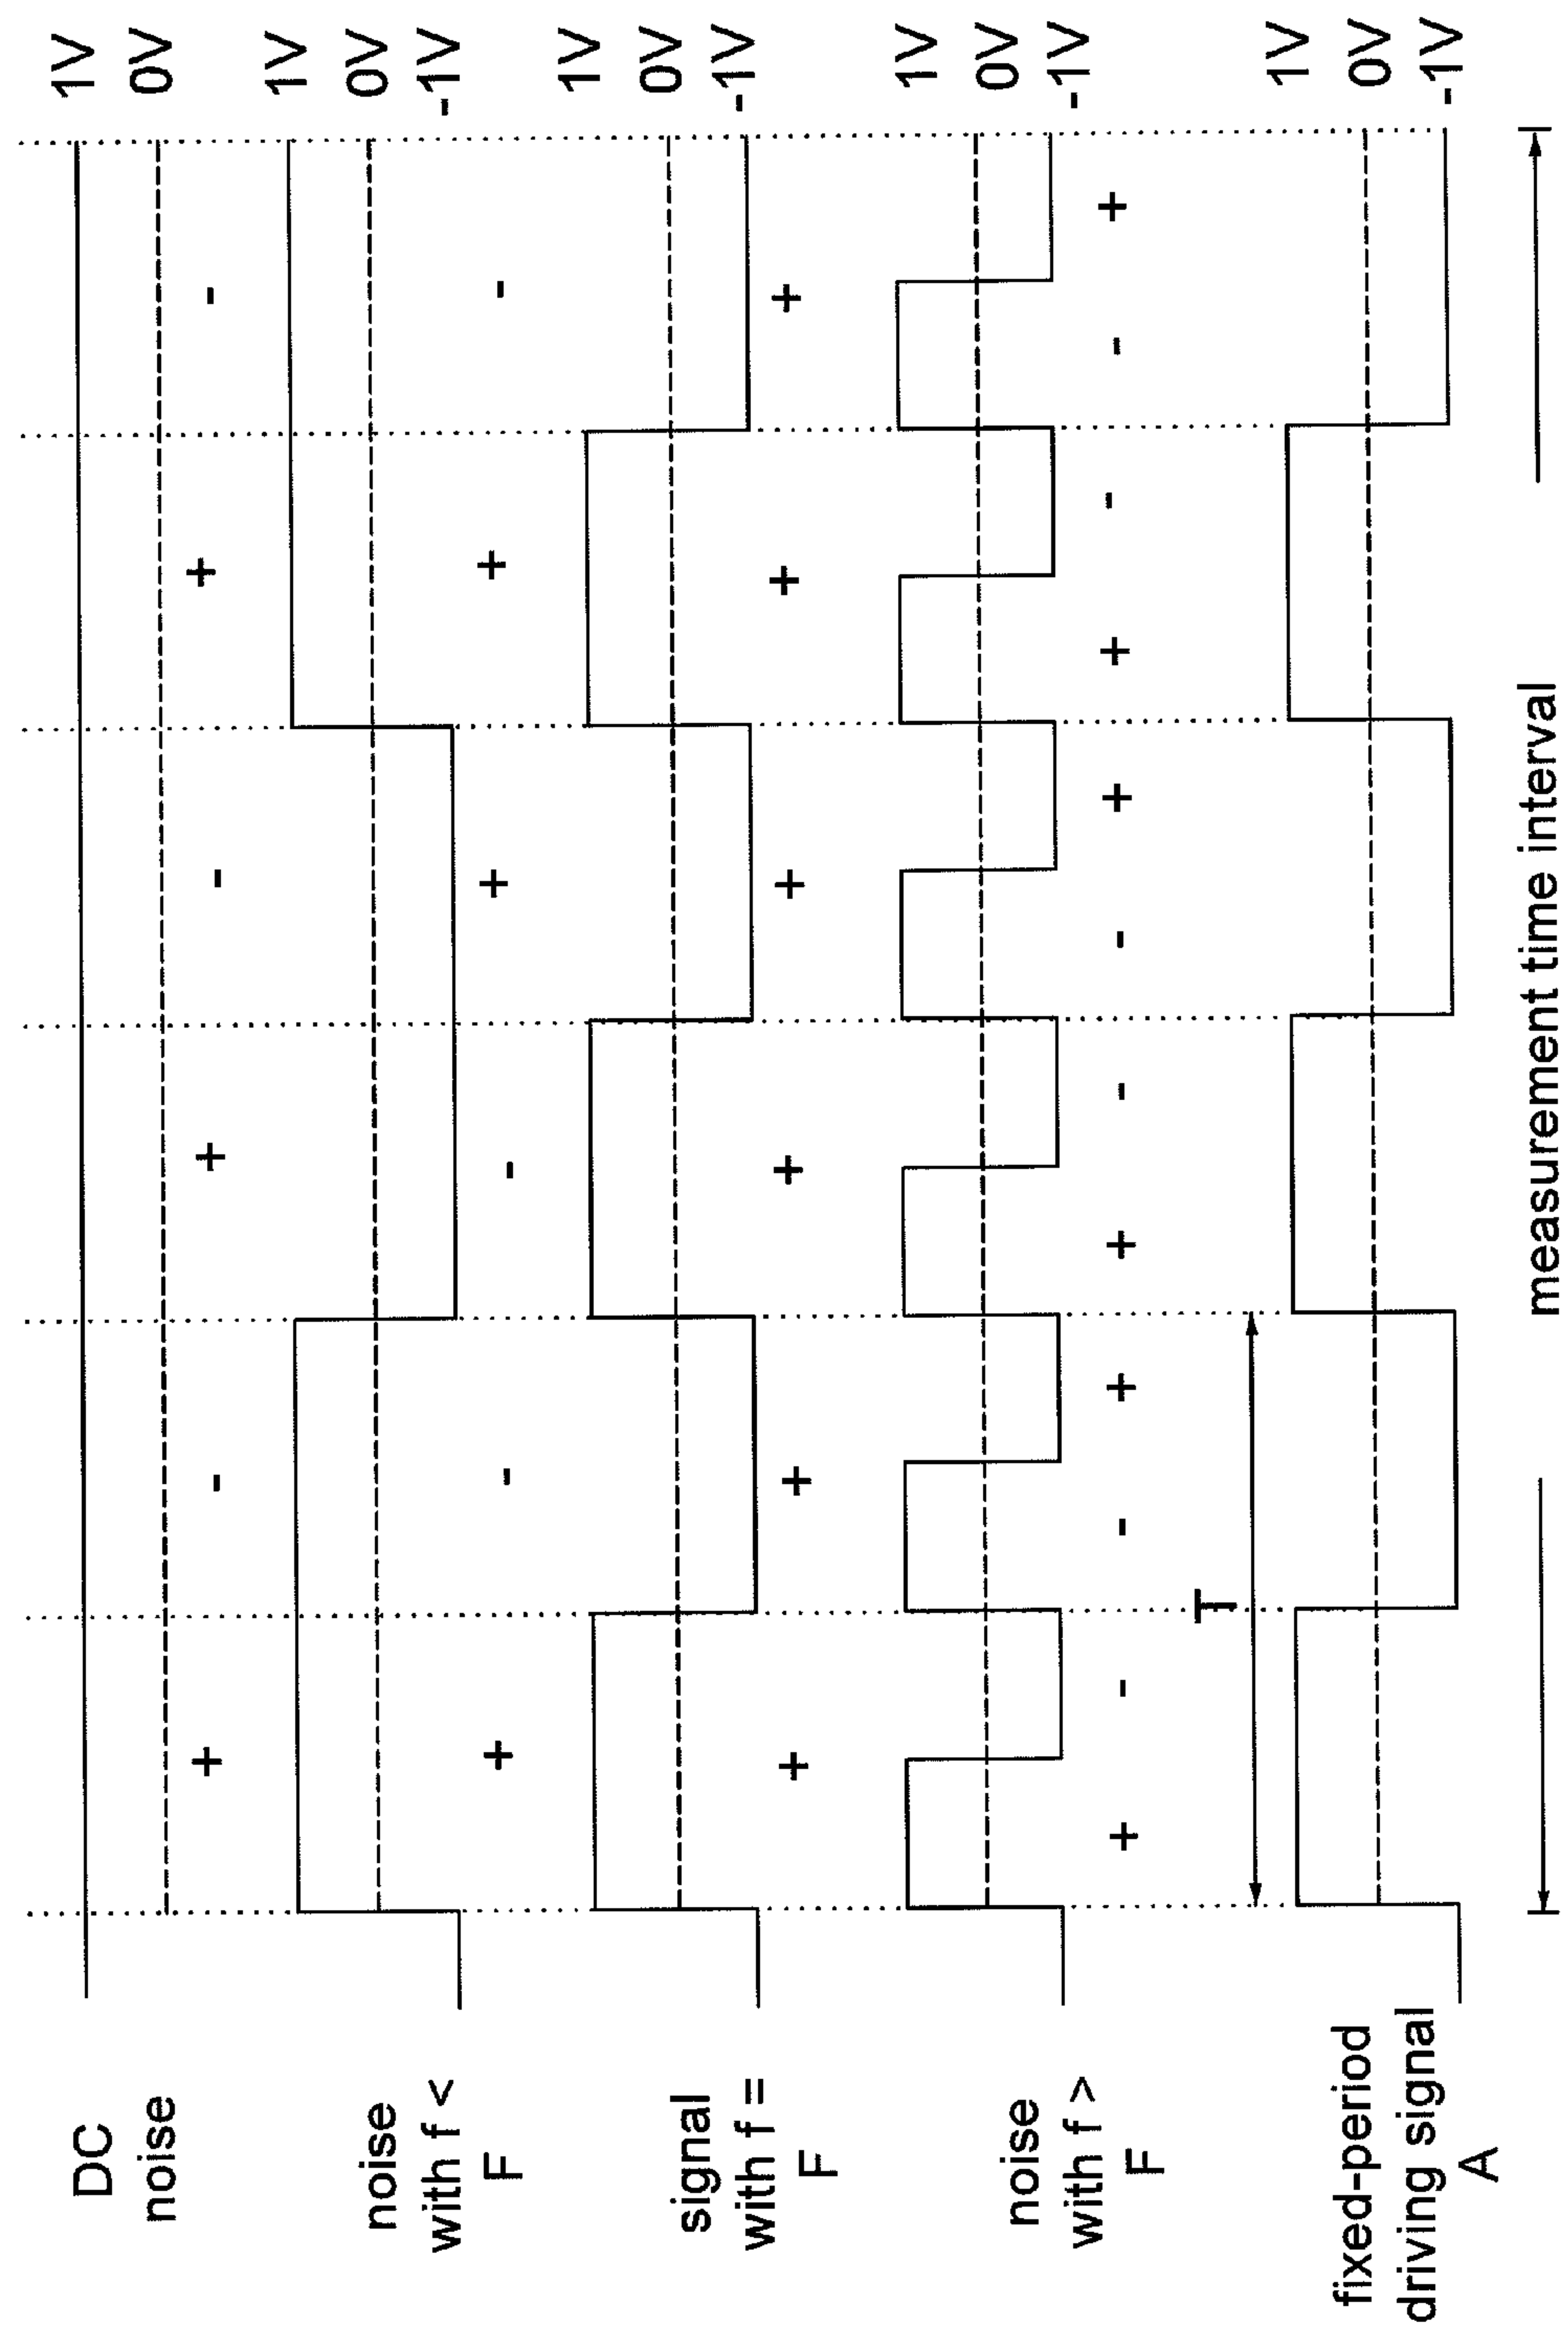 DC
noise
+ - + - + -
1V
0V
noise
with f <
F
+ - - + + -
1V
0V
-1V
signal
with f =
F
+ + + + + +
1V
0V
-1V
noise
with f >
F
+ - - + + - - + + - - +
1V
0V
-1V
T
fixed-period
driving signal
A
1V
0V
-1V
measurement time interval